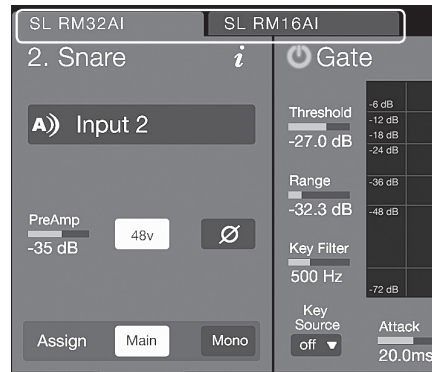 SL RM32AI
SL RM16AI
2. Snare
i
A)) Input 2
PreAmp
-35 dB
48v
Ø
Assign
Main
Mono
Gate
Threshold
-27.0 dB
Range
-32.3 dB
Key Filter
500 Hz
Key
Source
off
-6 dB
-12 dB
-18 dB
-24 dB
-36 dB
-48 dB
-72 dB
Attack
20.0ms